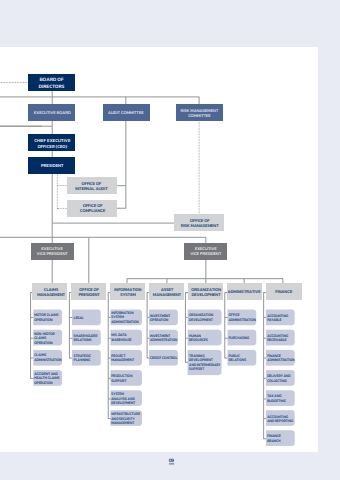 BOARD OF
DIRECTORS
EXECUTIVE BOARD
AUDIT COMMITTEE
RISK MANAGEMENT
COMMITTEE
CHIEF EXECUTIVE
OFFICER (CEO)
PRESIDENT
OFFICE OF
INTERNAL AUDIT
OFFICE OF
COMPLIANCE
OFFICE OF
RISK MANAGEMENT
EXECUTIVE
VICE PRESIDENT
EXECUTIVE
VICE PRESIDENT
CLAIMS
MANAGEMENT
MOTOR CLAIMS
OPERATION
NON-MOTOR
CLAIMS
OPERATION
CLAIMS
ADMINISTRATION
ACCIDENT AND
HEALTH CLAIMS
OPERATION
OFFICE OF
PRESIDENT
LEGAL
SHAREHOLDER
RELATIONS
STRATEGIC
PLANNING
INFORMATION
SYSTEM
INFORMATION
SYSTEM
ADMINISTRATION
MIS. DATA
WAREHOUSE
PROJECT
MANAGEMENT
PRODUCTION
SUPPORT
SYSTEM
ANALYSIS AND
DEVELOPMENT
INFRASTRUCTURE
AND SECURITY
MANAGEMENT
ASSET
MANAGEMENT
INVESTMENT
OPERATION
INVESTMENT
ADMINISTRATION
CREDIT CONTROL
ORGANIZATION
DEVELOPMENT
ORGANISATION
DEVELOPMENT
HUMAN
RESOURCES
TRAINING
DEVELOPMENT
AND INTERMEDIARY
SUPPORT
ADMINISTRATIVE
OFFICE
ADMINISTRATION
PURCHASING
PUBLIC
RELATIONS
FINANCE
ACCOUNTING
PAYABLE
ACCOUNTING
RECEIVABLE
FINANCE
ADMINISTRATION
DELIVERY AND
COLLECTING
TAX AND
BUDGETING
ACCOUNTING
AND REPORTING
FINANCE
BRANCH
09